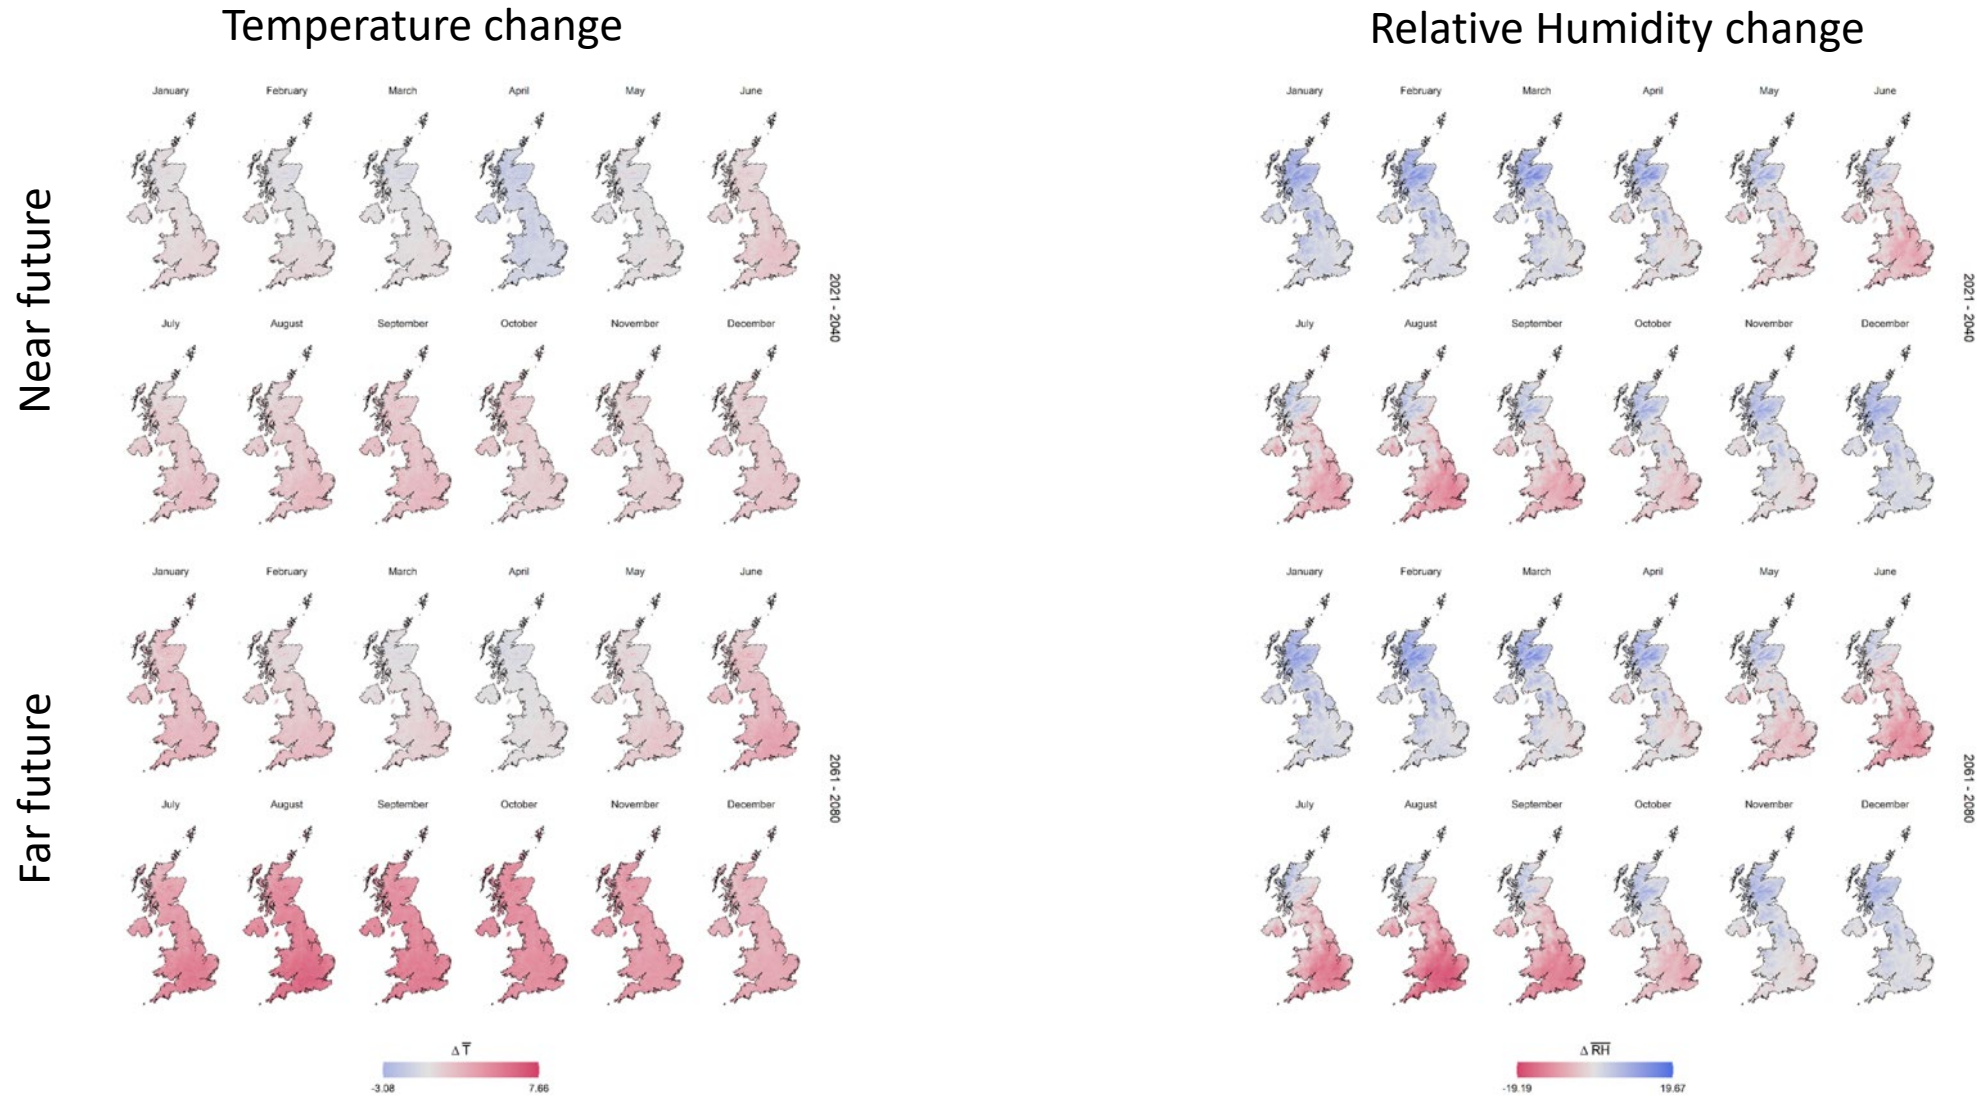 Temperature change
Relative Humidity change
Near future
January February March April May June
July August September October November December
2021 - 2040
January February March April May June
July August September October November December
2021 - 2040
Far future
January February March April May June
July August September October November December
2061 - 2080
January February March April May June
July August September October November December
2061 - 2080
Δ T̅
-3.08 7.66
Δ R̅H̅
-19.19 19.67